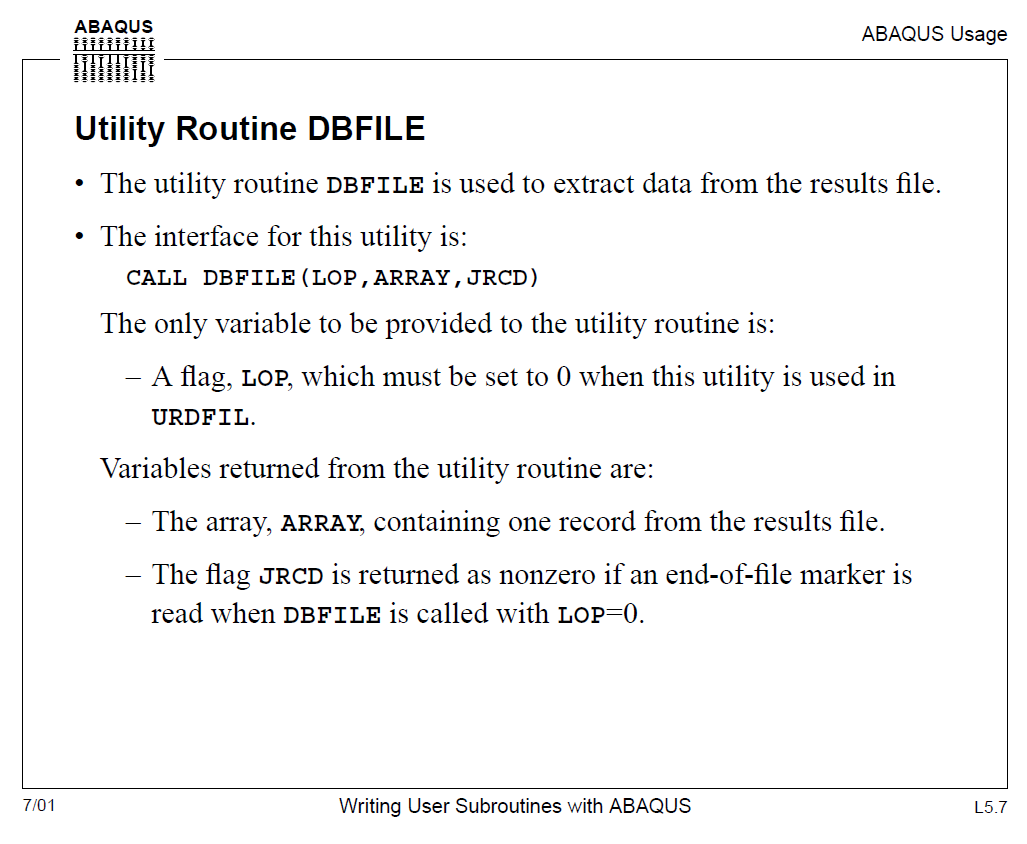 ABAQUS
ABAQUS Usage
Utility Routine DBFILE
• The utility routine DBFILE is used to extract data from the results file.
• The interface for this utility is:
CALL DBFILE(LOP,ARRAY,JRCD)
The only variable to be provided to the utility routine is:
– A flag, LOP, which must be set to 0 when this utility is used in
URDFIL.
Variables returned from the utility routine are:
– The array, ARRAY, containing one record from the results file.
– The flag JRCD is returned as nonzero if an end-of-file marker is
read when DBFILE is called with LOP=0.
7/01
Writing User Subroutines with ABAQUS
L5.7